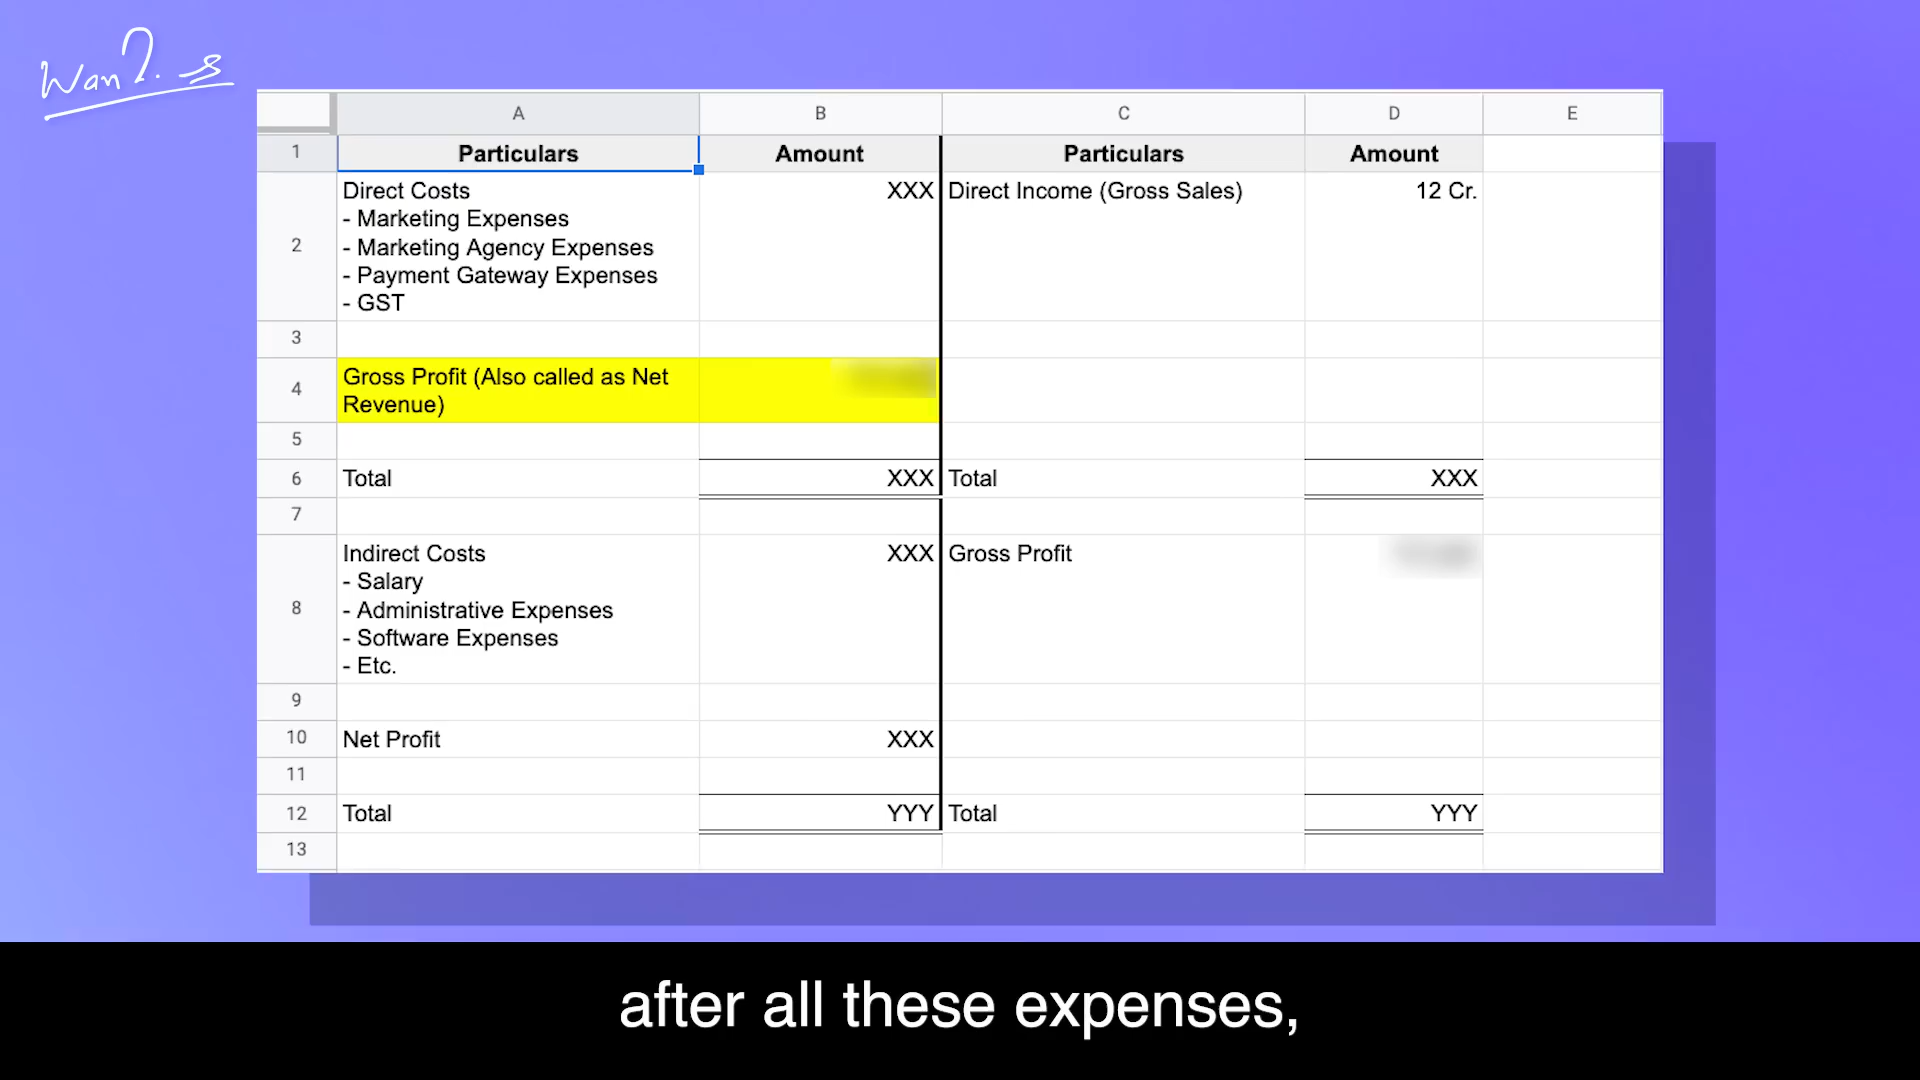 Wan
A B C D E
1 Particulars Amount Particulars Amount
2 Direct Costs XXX Direct Income (Gross Sales) 12 Cr.
- Marketing Expenses
- Marketing Agency Expenses
- Payment Gateway Expenses
- GST
3
4 Gross Profit (Also called as Net
Revenue)
5
6 Total XXX Total XXX
7
8 Indirect Costs XXX Gross Profit
- Salary
- Administrative Expenses
- Software Expenses
- Etc.
9
10 Net Profit XXX
11
12 Total YYY Total YYY
13
after all these expenses,